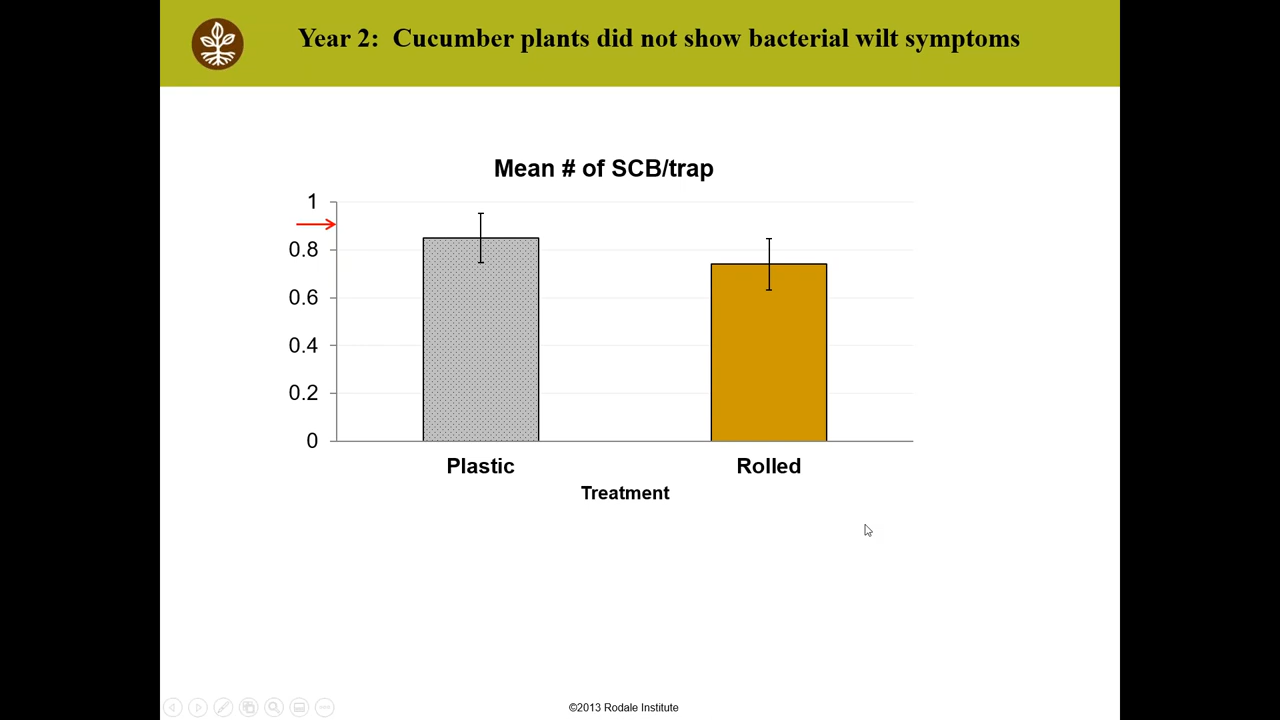 Year 2:  Cucumber plants did not show bacterial wilt symptoms
Mean # of SCB/trap
1
0.8
0.6
0.4
0.2
0
Plastic
Rolled
Treatment
©2013 Rodale Institute